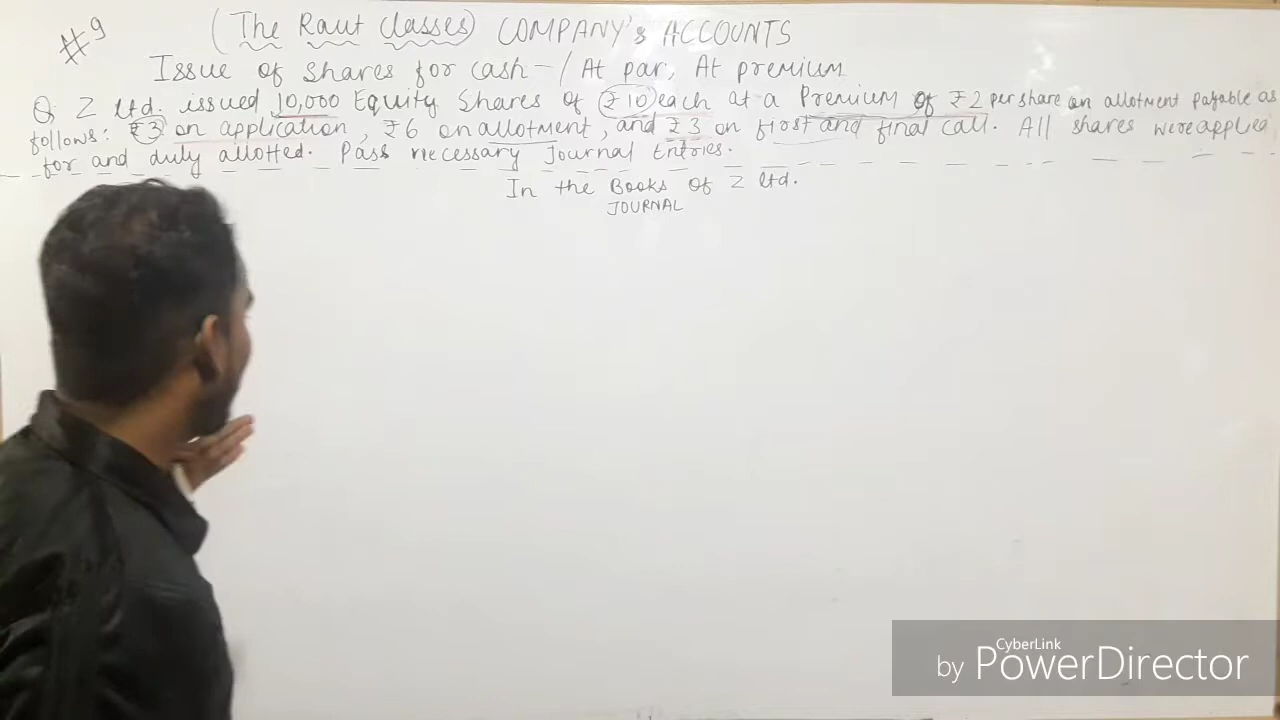 #9
(The Raut Classes) COMPANY's ACCOUNTS
Issue of Shares for cash - / At par, At premium
Q. Z Ltd. issued 10,000 Equity Shares of ₹10 each at a Premium of ₹2 per share on allotment payable as
follows: ₹3 on application, ₹6 on allotment, and ₹3 on first and final call. All shares were applied
for and duly allotted. Pass necessary Journal Entries.
In the Books of Z Ltd.
JOURNAL
CyberLink
by PowerDirector